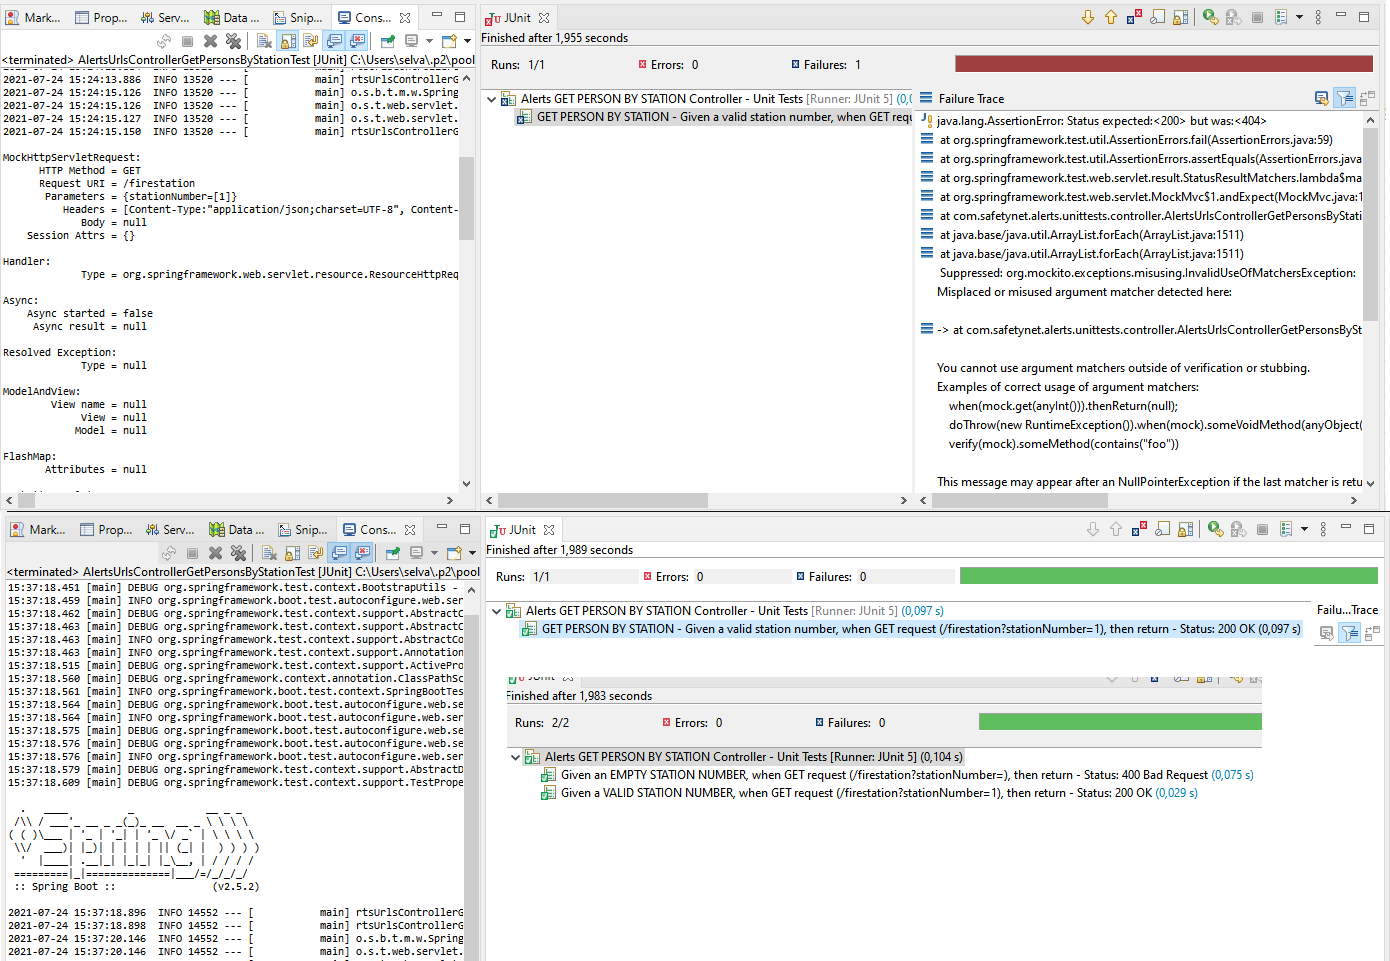 Mark...
Prop...
Serv...
Data ...
Snip...
Cons...
<terminated> AlertsUrlsControllerGetPersonsByStationTest [JUnit] C:\Users\selva\.p2\pool
2021-07-24 15:24:13.886  INFO 13520 --- [           main] rtsUrlsControllerG
2021-07-24 15:24:15.126  INFO 13520 --- [           main] o.s.b.t.m.w.Spring
2021-07-24 15:24:15.126  INFO 13520 --- [           main] o.s.t.web.servlet.
2021-07-24 15:24:15.127  INFO 13520 --- [           main] o.s.t.web.servlet.
2021-07-24 15:24:15.150  INFO 13520 --- [           main] rtsUrlsControllerG
MockHttpServletRequest:
HTTP Method = GET
Request URI = /firestation
Parameters = {stationNumber=[1]}
Headers = [Content-Type:"application/json;charset=UTF-8", Content-
Body = null
Session Attrs = {}
Handler:
Type = org.springframework.web.servlet.resource.ResourceHttpReq
Async:
Async started = false
Async result = null
Resolved Exception:
Type = null
ModelAndView:
View name = null
View = null
Model = null
FlashMap:
Attributes = null
JUnit
Finished after 1,955 seconds
Runs: 1/1
Errors: 0
Failures: 1
Alerts GET PERSON BY STATION Controller - Unit Tests [Runner: JUnit 5] (0,0
GET PERSON BY STATION - Given a valid station number, when GET requ
Failure Trace
java.lang.AssertionError: Status expected:<200> but was:<404>
at org.springframework.test.util.AssertionErrors.fail(AssertionErrors.java:59)
at org.springframework.test.util.AssertionErrors.assertEquals(AssertionErrors.java
at org.springframework.test.web.servlet.result.StatusResultMatchers.lambda$ma
at org.springframework.test.web.servlet.MockMvc$1.andExpect(MockMvc.java:1
at com.safetynet.alerts.unittests.controller.AlertsUrlsControllerGetPersonsByStati
at java.base/java.util.ArrayList.forEach(ArrayList.java:1511)
at java.base/java.util.ArrayList.forEach(ArrayList.java:1511)
Suppressed: org.mockito.exceptions.misusing.InvalidUseOfMatchersException:
Misplaced or misused argument matcher detected here:
-> at com.safetynet.alerts.unittests.controller.AlertsUrlsControllerGetPersonsBySt
You cannot use argument matchers outside of verification or stubbing.
Examples of correct usage of argument matchers:
when(mock.get(anyInt())).thenReturn(null);
doThrow(new RuntimeException()).when(mock).someVoidMethod(anyObject(
verify(mock).someMethod(contains("foo"))
This message may appear after an NullPointerException if the last matcher is retu
Mark...
Prop...
Serv...
Data ...
Snip...
Cons...
<terminated> AlertsUrlsControllerGetPersonsByStationTest [JUnit] C:\Users\selva\.p2\pool
15:37:18.451 [main] DEBUG org.springframework.test.context.BootstrapUtils -
15:37:18.459 [main] INFO org.springframework.boot.test.autoconfigure.web.ser
15:37:18.462 [main] DEBUG org.springframework.test.context.support.AbstractC
15:37:18.463 [main] DEBUG org.springframework.test.context.support.AbstractC
15:37:18.463 [main] INFO org.springframework.test.context.support.AbstractCo
15:37:18.463 [main] INFO org.springframework.test.context.support.Annotation
15:37:18.515 [main] DEBUG org.springframework.test.context.support.ActivePro
15:37:18.560 [main] DEBUG org.springframework.context.annotation.ClassPathSc
15:37:18.561 [main] INFO org.springframework.boot.test.context.SpringBootTes
15:37:18.564 [main] DEBUG org.springframework.boot.test.autoconfigure.web.se
15:37:18.564 [main] INFO org.springframework.boot.test.autoconfigure.web.ser
15:37:18.575 [main] DEBUG org.springframework.boot.test.autoconfigure.web.se
15:37:18.576 [main] DEBUG org.springframework.boot.test.autoconfigure.web.se
15:37:18.576 [main] INFO org.springframework.boot.test.autoconfigure.web.ser
15:37:18.579 [main] DEBUG org.springframework.test.context.support.AbstractD
15:37:18.609 [main] DEBUG org.springframework.test.context.support.TestPrope
:: Spring Boot ::                (v2.5.2)
2021-07-24 15:37:18.896  INFO 14552 --- [           main] rtsUrlsControllerG
2021-07-24 15:37:18.898  INFO 14552 --- [           main] rtsUrlsControllerG
2021-07-24 15:37:20.146  INFO 14552 --- [           main] o.s.b.t.m.w.Spring
2021-07-24 15:37:20.146  INFO 14552 --- [           main] o.s.t.web.servlet.
JUnit
Finished after 1,989 seconds
Runs: 1/1
Errors: 0
Failures: 0
Alerts GET PERSON BY STATION Controller - Unit Tests [Runner: JUnit 5] (0,097 s)
GET PERSON BY STATION - Given a valid station number, when GET request (/firestation?stationNumber=1), then return - Status: 200 OK (0,097 s)
Failu...Trace
Finished after 1,983 seconds
Runs: 2/2
Errors: 0
Failures: 0
Alerts GET PERSON BY STATION Controller - Unit Tests [Runner: JUnit 5] (0,104 s)
Given an EMPTY STATION NUMBER, when GET request (/firestation?stationNumber=), then return - Status: 400 Bad Request (0,075 s)
Given a VALID STATION NUMBER, when GET request (/firestation?stationNumber=1), then return - Status: 200 OK (0,029 s)